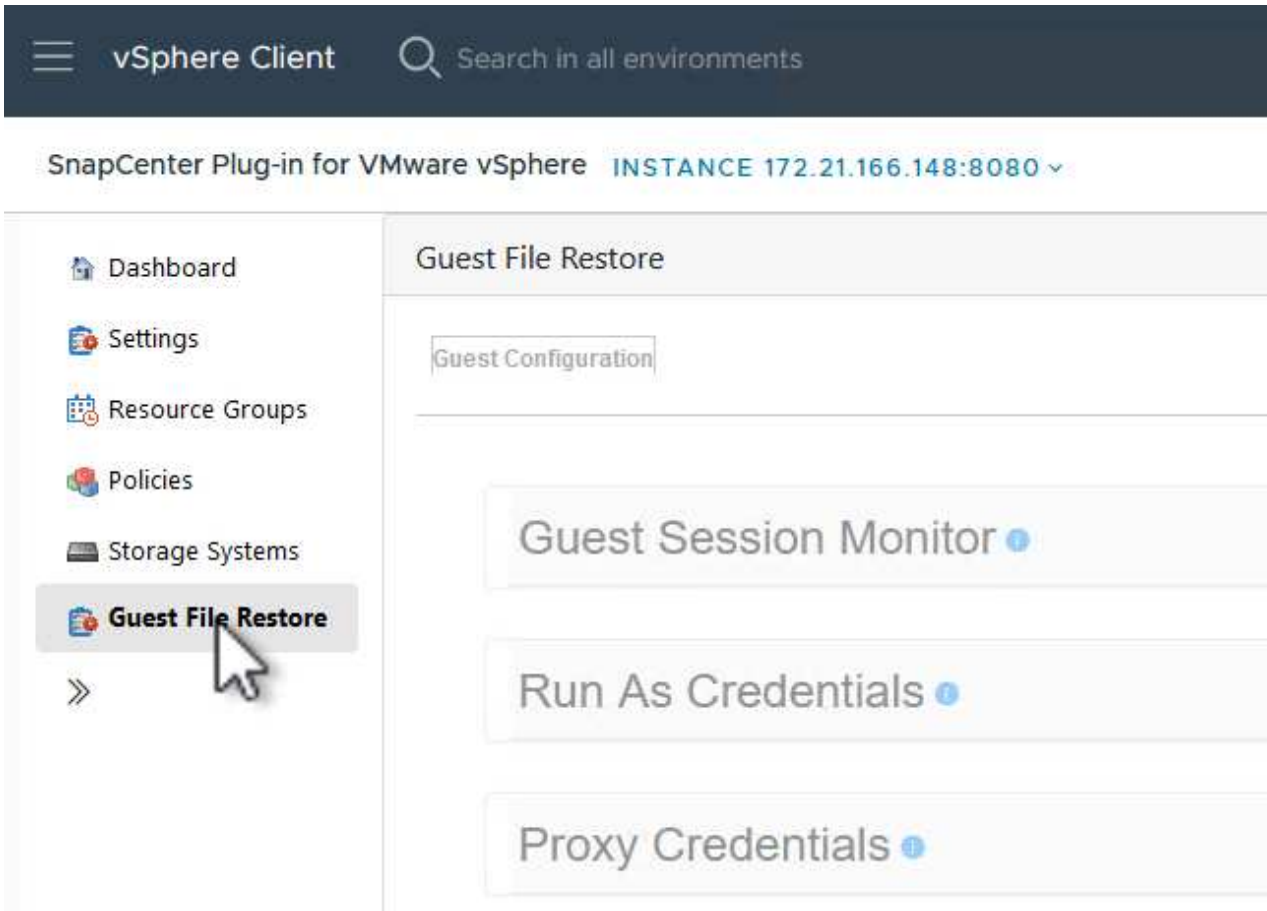 vSphere Client Search in all environments
SnapCenter Plug-in for VMware vSphere INSTANCE 172.21.166.148:8080
Dashboard
Settings
Resource Groups
Policies
Storage Systems
Guest File Restore
Guest File Restore
Guest Configuration
Guest Session Monitor
Run As Credentials
Proxy Credentials